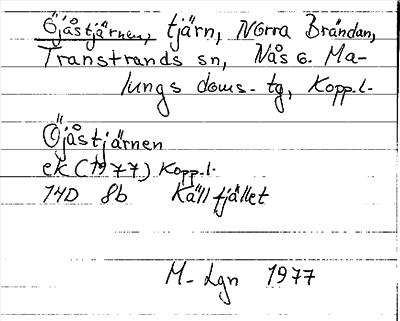 Öjåstjärnen, tjärn, Norra Brändan,
Transtrands sn, Nås o. Ma-
lungs doms. tg, Kopp.l.
Öjåstjärnen
ek (1977) Kopp.l.
14D 8b Källfjället
M-Lgn 1977